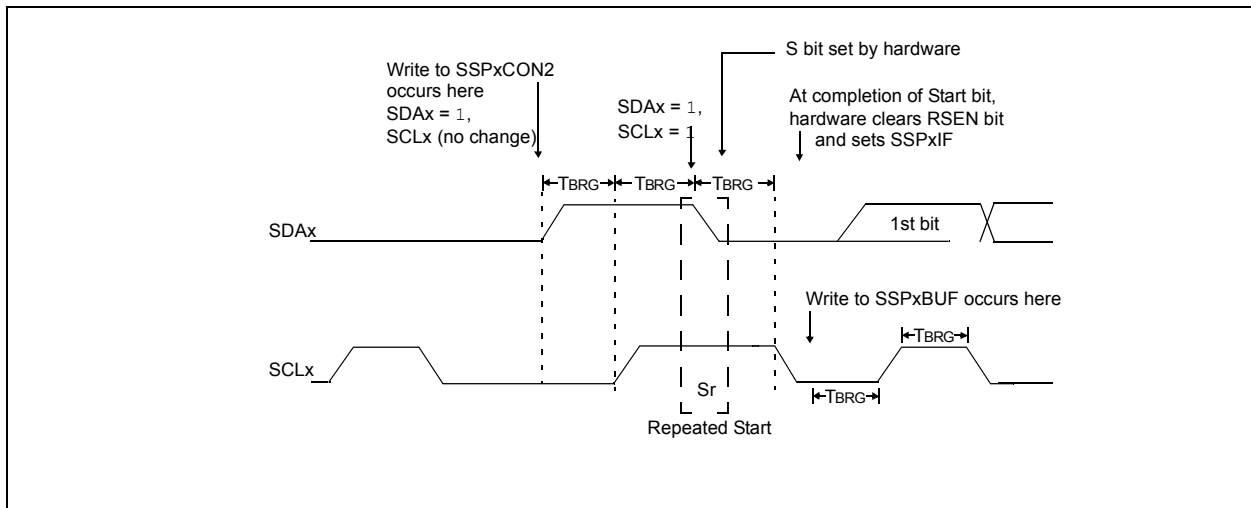 S bit set by hardware
Write to SSPxCON2
occurs here
SDAx = 1,
SCLx (no change)
SDAx = 1,
SCLx = 1
At completion of Start bit,
hardware clears RSEN bit
and sets SSPxIF
TBRG TBRG TBRG
SDAx
1st bit
Write to SSPxBUF occurs here
TBRG
SCLx
Sr
TBRG
Repeated Start